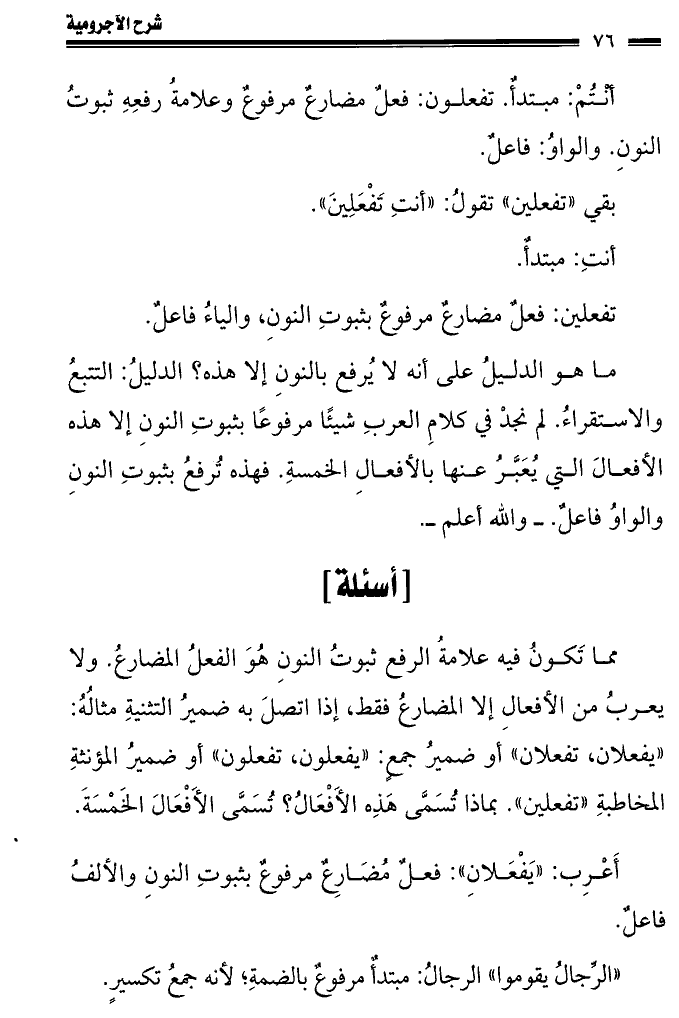 شرح الآجرومية
٧٦
أنْتُمْ: مبتدأٌ. تفعلون: فعلٌ مضارعٌ مرفوعٌ وعلامةُ رفعِهِ ثبوتُ
النونِ. والواوُ: فاعلٌ.
بقي «تفعلين» تقولُ: «أنتِ تَفْعَلِينَ».
أنتِ: مبتدأٌ.
تفعلين: فعلٌ مضارعٌ مرفوعٌ بثبوتِ النونِ، والياءُ فاعلٌ.
ما هو الدليلُ على أنه لا يُرفع بالنونِ إلا هذه؟ الدليلُ: التتبعُ
والاستقراءُ. لم نجدْ في كلامِ العربِ شيئًا مرفوعًا بثبوتِ النونِ إلا هذه
الأفعالَ التي يُعَبَّرُ عنها بالأفعالِ الخمسةِ. فهذه تُرفعُ بثبوتِ النونِ
والواوُ فاعلٌ. ــ والله أعلم ــ.
[أسئلة]
مما تَكونُ فيه علامةُ الرفعِ ثبوتُ النونِ هُوَ الفعلُ المضارعُ. ولا
يعربُ من الأفعالِ إلا المضارعُ فقط، إذا اتصلَ به ضميرُ التثنيةِ مثالُهُ:
«يفعلان، تفعلان» أو ضميرُ جمعٍ: «يفعلون، تفعلون» أو ضميرُ المؤنثةِ
المخاطبةِ «تفعلين». بماذا تُسَمَّى هَذِهِ الأَفْعَالُ؟ تُسَمَّى الأَفْعَالَ الخَمْسَةَ.
أَعْرِب: «يَفْعَلانِ»: فعلٌ مُضَارِعٌ مرفوعٌ بثبوتِ النونِ والألفُ
فاعلٌ.
«الرِّجالُ يقوموا» الرجالُ: مبتدأٌ مرفوعٌ بالضمةِ؛ لأنه جمعُ تكسيرٍ.